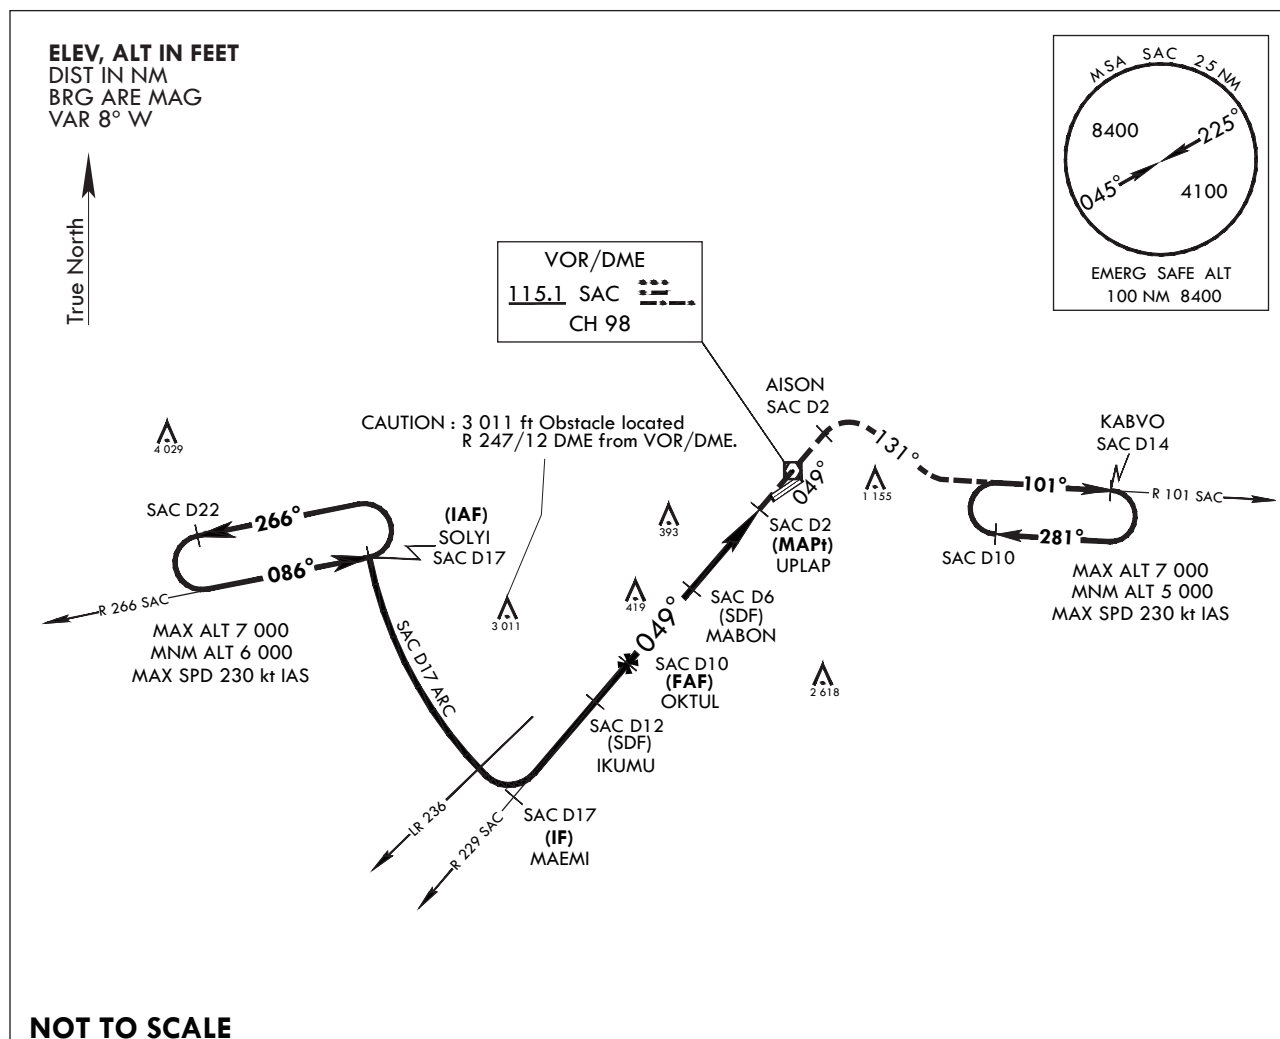 ELEV, ALT IN FEET
DIST IN NM
BRG ARE MAG
VAR 8° W
True North
MSA SAC 25 NM
8400
225°
045°
4100
EMERG SAFE ALT
100 NM 8400
VOR/DME
115.1 SAC
CH 98
AISON
SAC D2
CAUTION : 3 011 ft Obstacle located
R 247/12 DME from VOR/DME.
KABVO
SAC D14
4 029
131°
049°
1 155
101°
R 101 SAC
SAC D22
266°
(IAF)
SOLYI
SAC D17
393
SAC D2
(MAPt)
UPLAP
281°
SAC D10
086°
MAX ALT 7 000
MNM ALT 5 000
MAX SPD 230 kt IAS
R 266 SAC
419
SAC D6
(SDF)
MABON
3 011
MAX ALT 7 000
MNM ALT 6 000
MAX SPD 230 kt IAS
049°
SAC D17 ARC
SAC D10
(FAF)
OKTUL
2 618
SAC D12
(SDF)
IKUMU
LR 236
R 229 SAC
SAC D17
(IF)
MAEMI
NOT TO SCALE